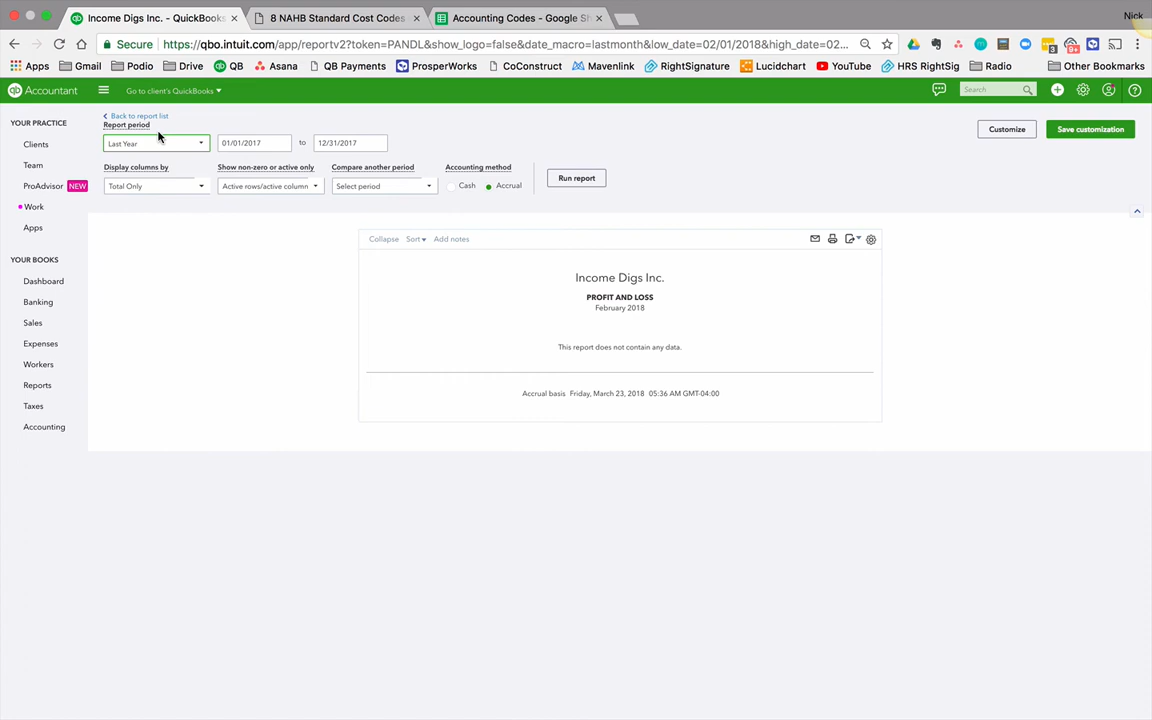 Income Digs Inc. - QuickBooks
8 NAHB Standard Cost Codes
Accounting Codes - Google Sh
Nick
Secure
https://qbo.intuit.com/app/reportv2?token=PANDL&show_logo=false&date_macro=lastmonth&low_date=02/01/2018&high_date=02...
Apps
Gmail
Podio
Drive
QB
Asana
QB Payments
ProsperWorks
CoConstruct
Mavenlink
RightSignature
Lucidchart
YouTube
HRS RightSig
Radio
Other Bookmarks
qb Accountant
Go to client's QuickBooks
Search
YOUR PRACTICE
Clients
Team
ProAdvisor NEW
Work
Apps
YOUR BOOKS
Dashboard
Banking
Sales
Expenses
Workers
Reports
Taxes
Accounting
Back to report list
Report period
Last Year
01/01/2017
to
12/31/2017
Customize
Save customization
Display columns by
Show non-zero or active only
Compare another period
Accounting method
Total Only
Active rows/active column
Select period
Cash
Accrual
Run report
Collapse
Sort
Add notes
Income Digs Inc.
PROFIT AND LOSS
February 2018
This report does not contain any data.
Accrual basis Friday, March 23, 2018 05:36 AM GMT-04:00